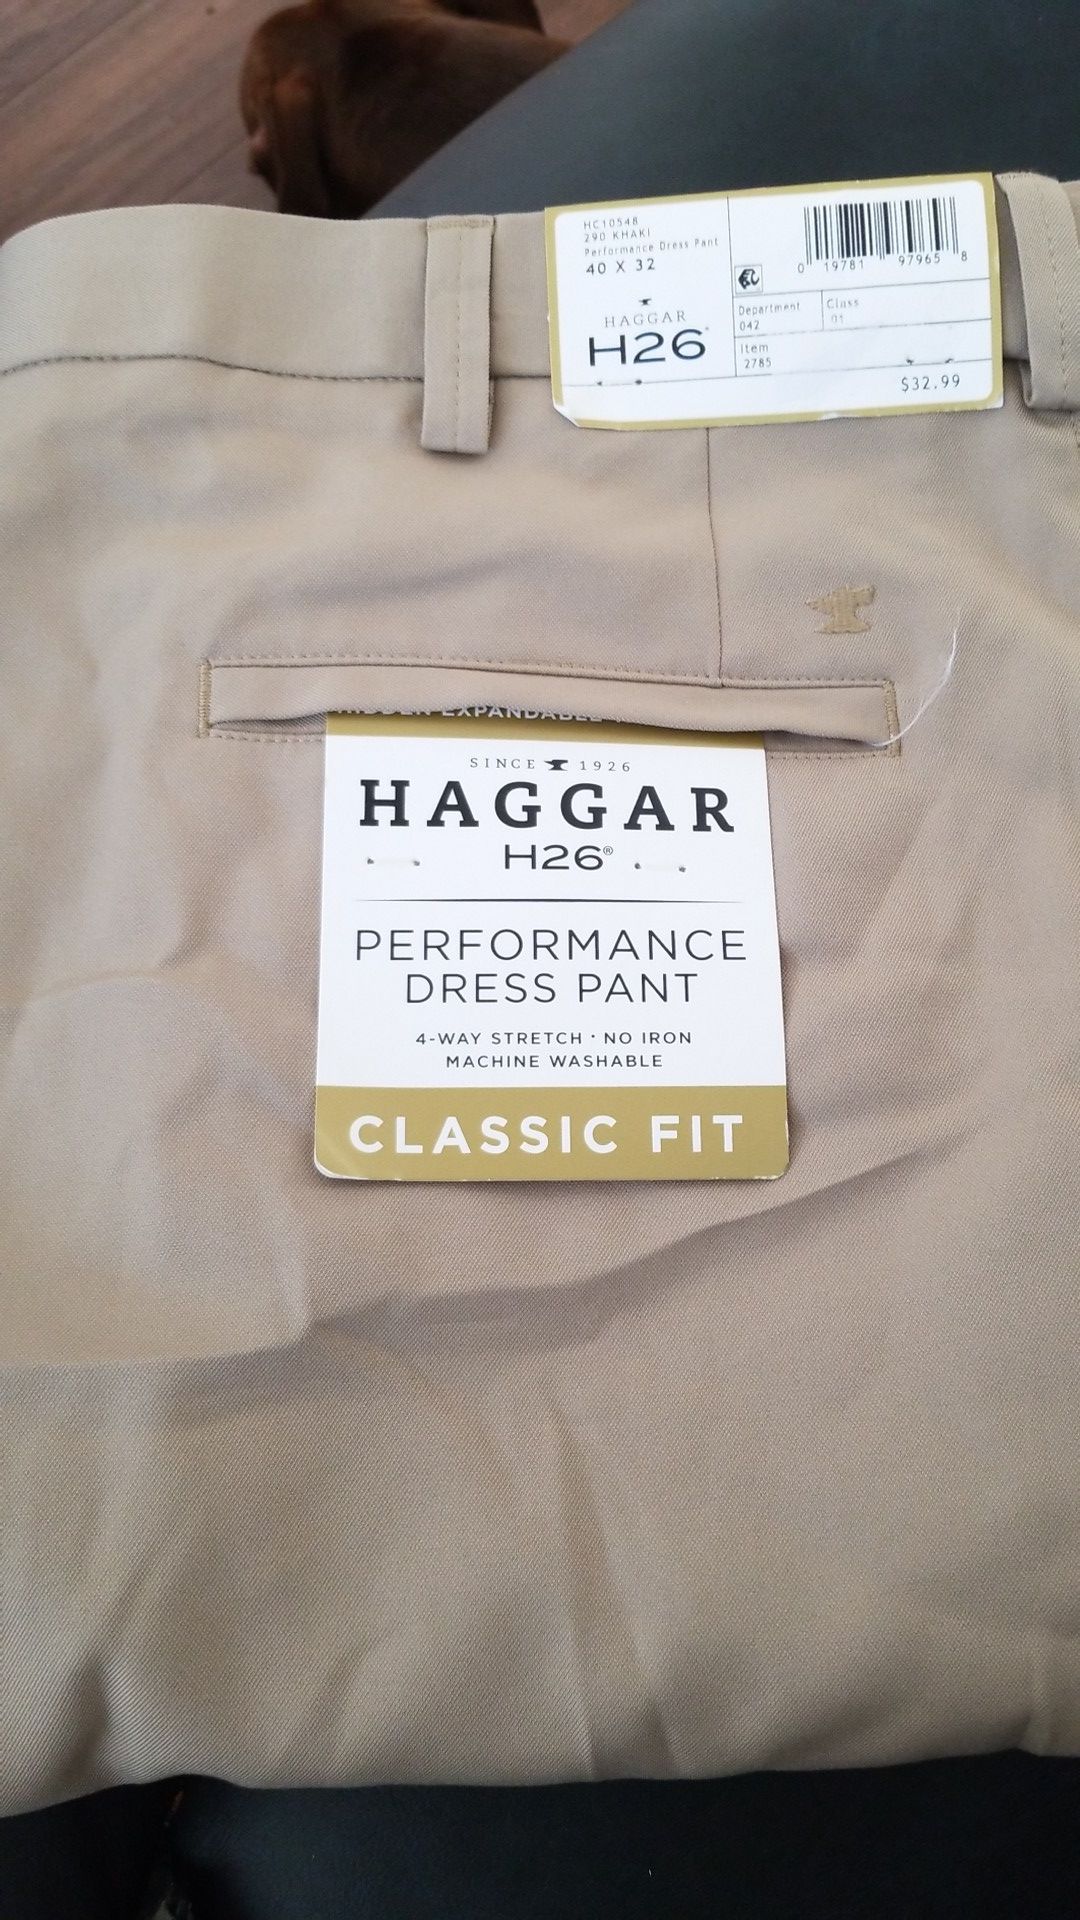 HC10548
290 KHAKI
Performance Dress Pant
40 X 32
HAGGAR
H26
0 19781 97965 8
Department
042
Class
01
Item
2785
$32.99
HIDDEN EXPANDABLE
SINCE 1926
HAGGAR
H26®
PERFORMANCE
DRESS PANT
4-WAY STRETCH · NO IRON
MACHINE WASHABLE
CLASSIC FIT